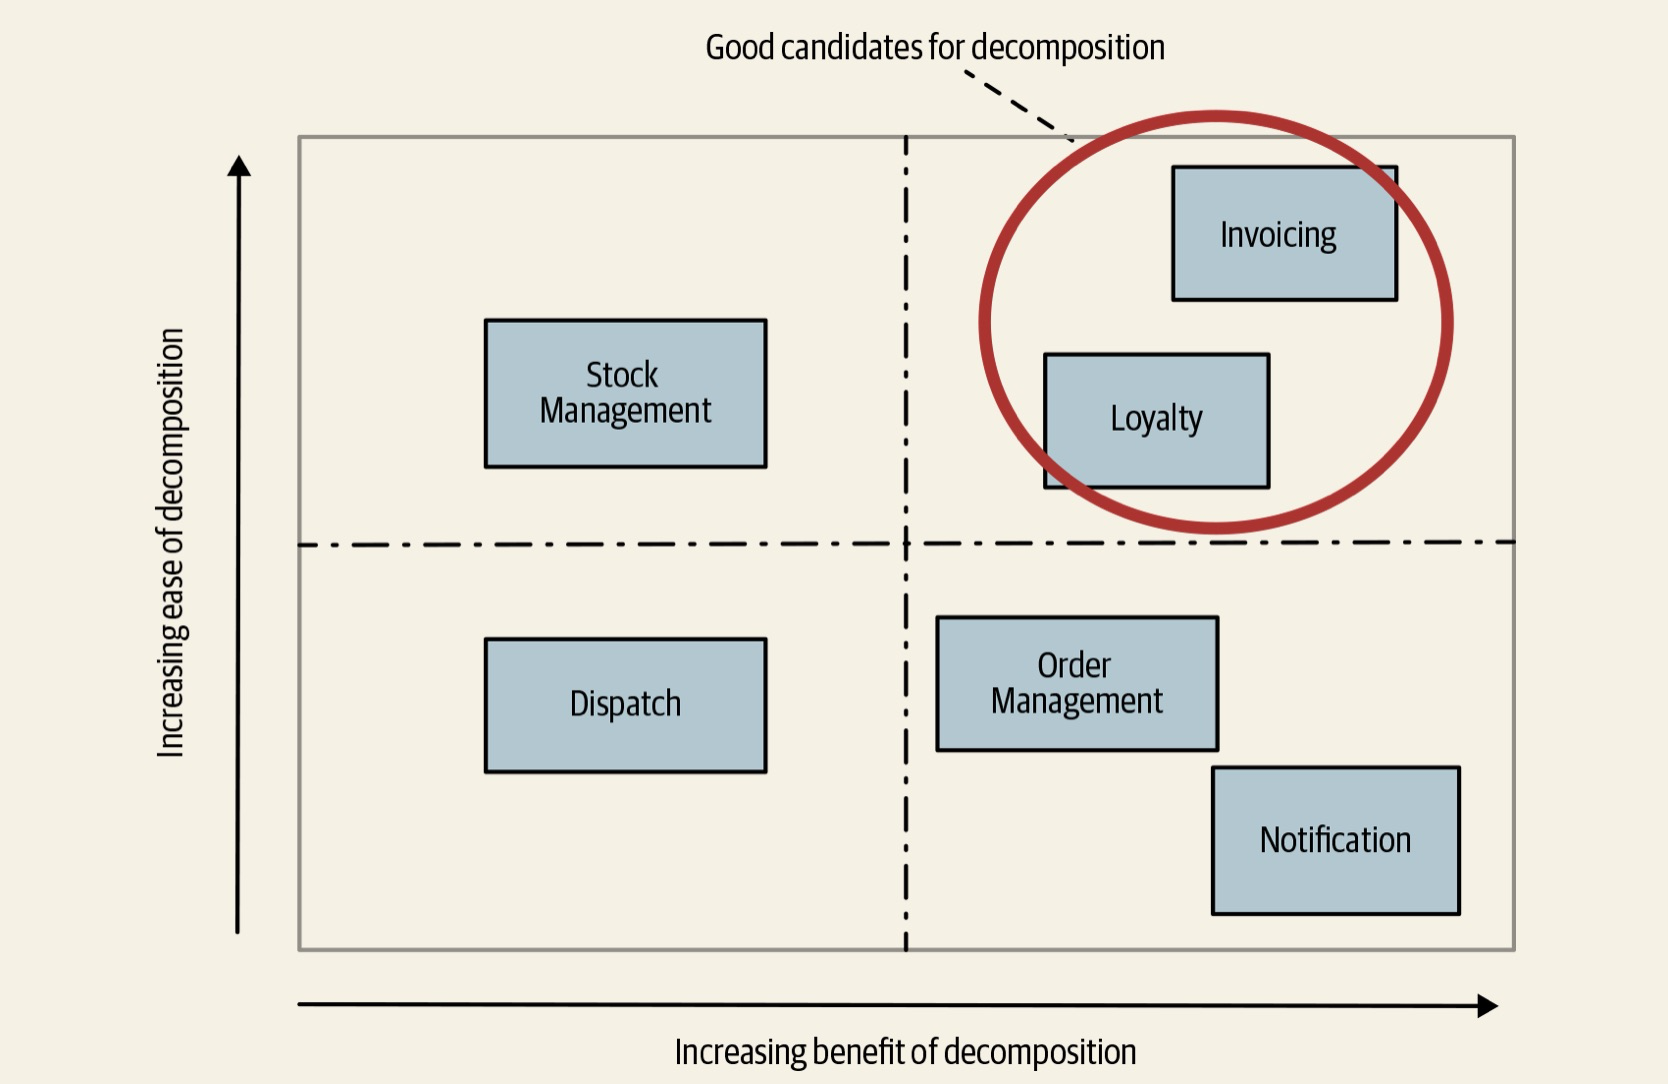 Good candidates for decomposition
Increasing ease of decomposition
Invoicing
Stock
Management
Loyalty
Dispatch
Order
Management
Notification
Increasing benefit of decomposition